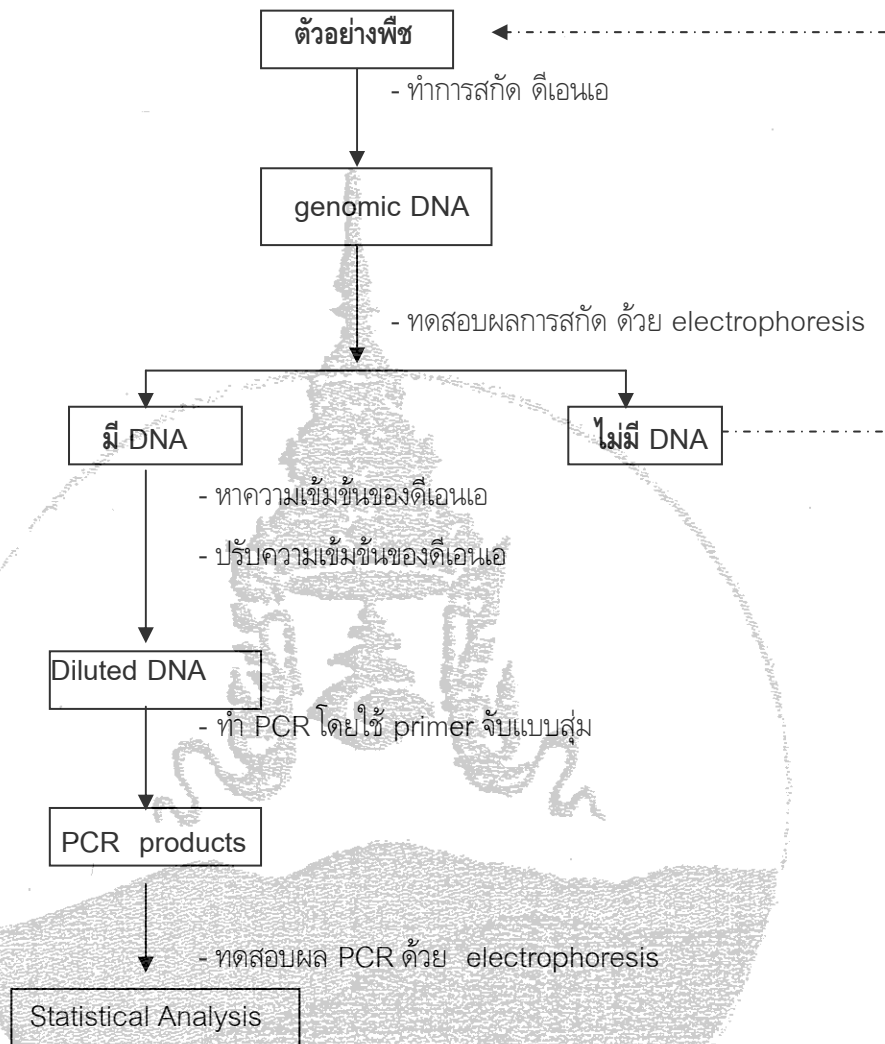 ตัวอย่างพืช
- ทำการสกัด ดีเอนเอ
genomic DNA
- ทดสอบผลการสกัด ด้วย electrophoresis
มี DNA
ไม่มี DNA
- หาความเข้มข้นของดีเอนเอ
- ปรับความเข้มข้นของดีเอนเอ
Diluted DNA
- ทำ PCR โดยใช้ primer จับแบบสุ่ม
PCR products
- ทดสอบผล PCR ด้วย electrophoresis
Statistical Analysis